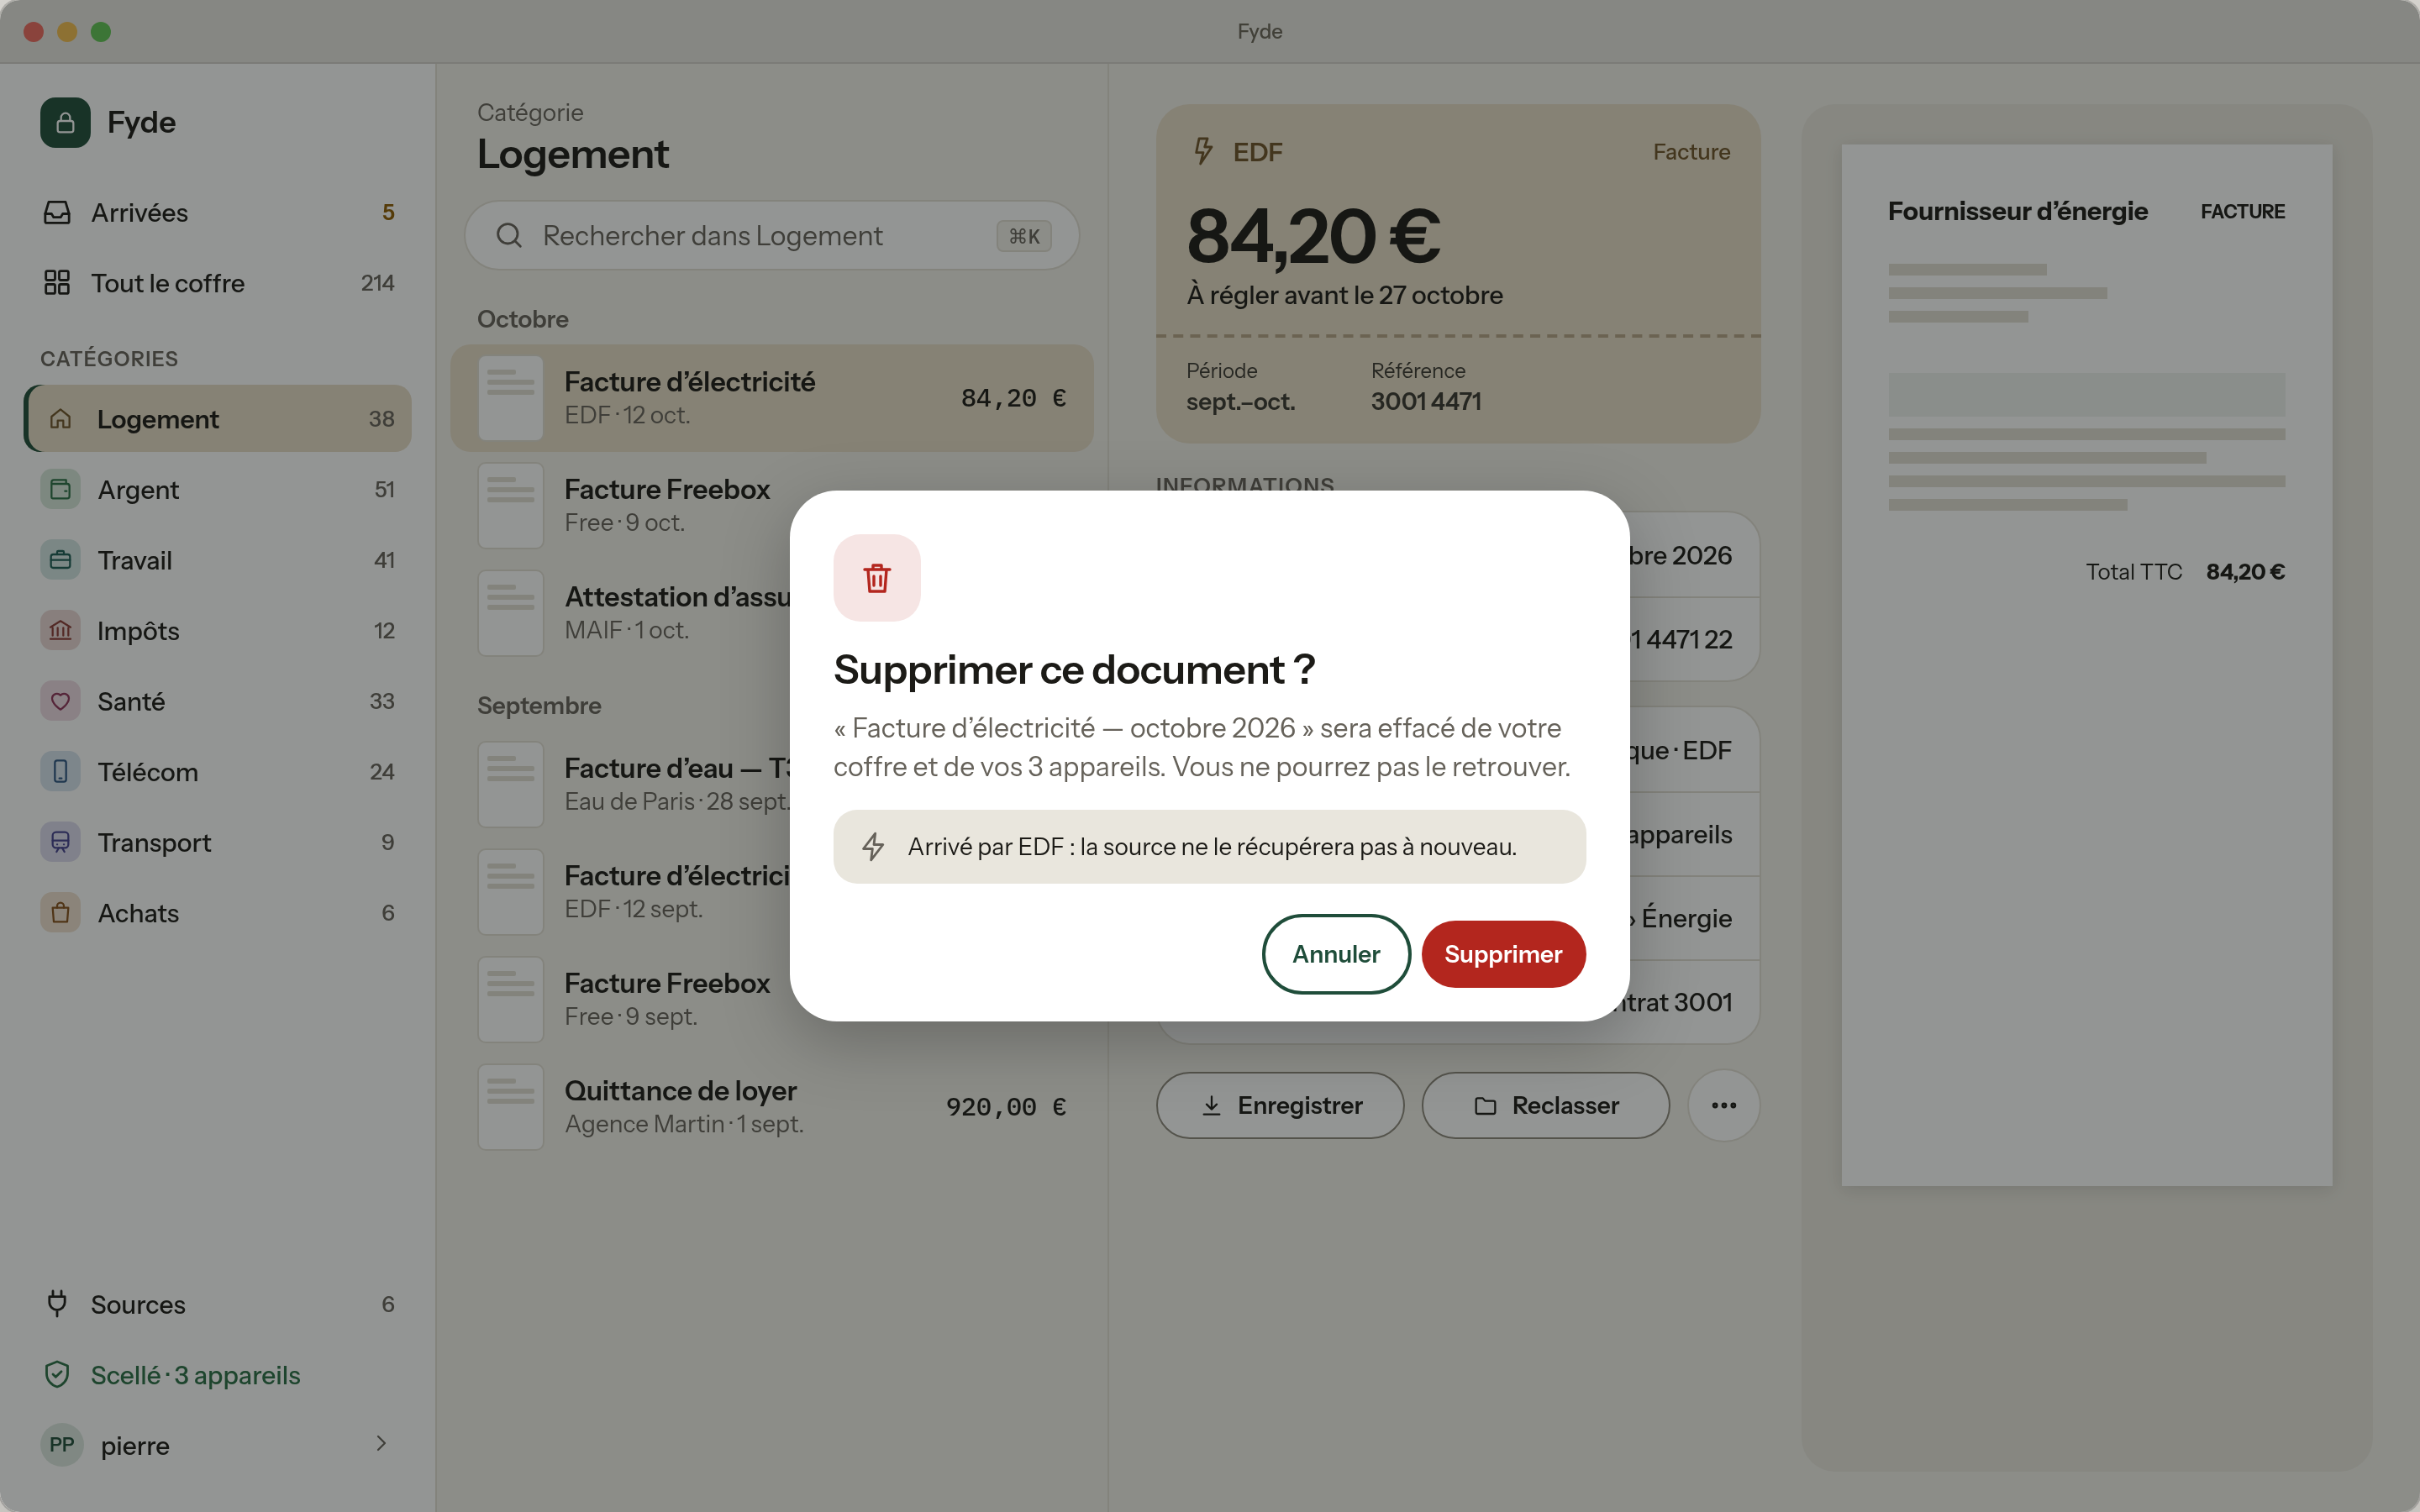 Fyde
Fyde
Arrivées 5
Tout le coffre 214
CATÉGORIES
Logement 38
Argent 51
Travail 41
Impôts 12
Santé 33
Télécom 24
Transport 9
Achats 6
Sources 6
Scellé · 3 appareils
PP pierre
Catégorie
Logement
Rechercher dans Logement ⌘K
Octobre
Facture d’électricité
EDF · 12 oct.
84,20 €
Facture Freebox
Free · 9 oct.
Attestation d’assu
MAIF · 1 oct.
Septembre
Facture d’eau — T3
Eau de Paris · 28 sept.
Facture d’électrici
EDF · 12 sept.
Facture Freebox
Free · 9 sept.
Quittance de loyer
Agence Martin · 1 sept.
920,00 €
EDF Facture
84,20 €
À régler avant le 27 octobre
Période Référence
sept.–oct. 3001 4471
INFORMATIONS
bre 2026
1 4471 22
que · EDF
appareils
› Énergie
ntrat 3001
Enregistrer Reclasser
Supprimer ce document ?
« Facture d’électricité — octobre 2026 » sera effacé de votre
coffre et de vos 3 appareils. Vous ne pourrez pas le retrouver.
Arrivé par EDF : la source ne le récupérera pas à nouveau.
Annuler Supprimer
Fournisseur d’énergie FACTURE
Total TTC 84,20 €